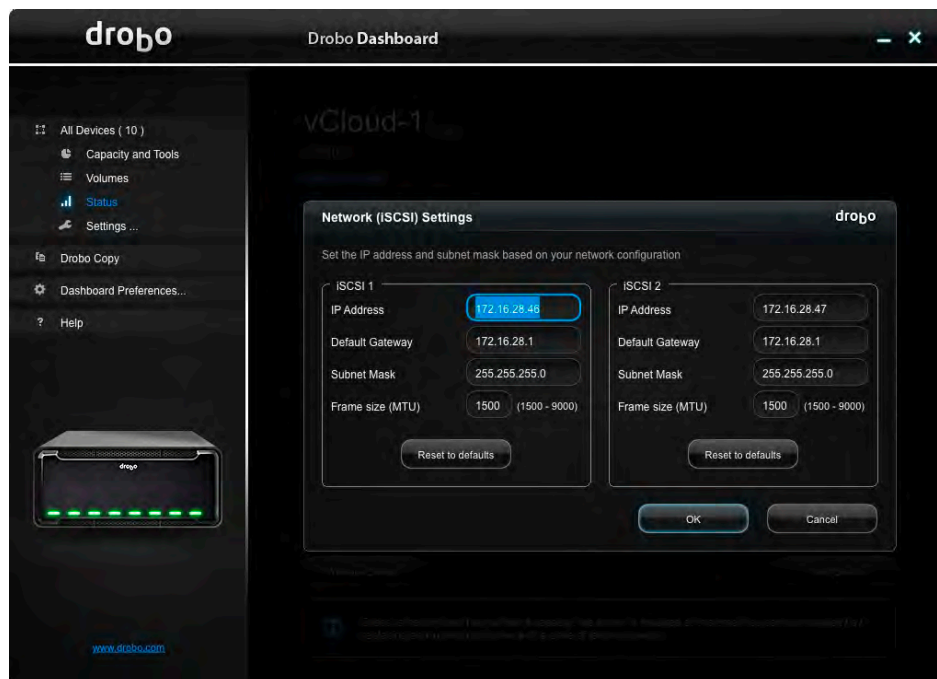 drobo
Drobo Dashboard
All Devices ( 10 )
Capacity and Tools
Volumes
Status
Settings ...
Drobo Copy
Dashboard Preferences...
? Help
drobo
www.drobo.com
vCloud-1
Network (iSCSI) Settings
drobo
Set the IP address and subnet mask based on your network configuration
iSCSI 1
IP Address 172.16.28.46
Default Gateway 172.16.28.1
Subnet Mask 255.255.255.0
Frame size (MTU) 1500 (1500 - 9000)
Reset to defaults
iSCSI 2
IP Address 172.16.28.47
Default Gateway 172.16.28.1
Subnet Mask 255.255.255.0
Frame size (MTU) 1500 (1500 - 9000)
Reset to defaults
OK Cancel